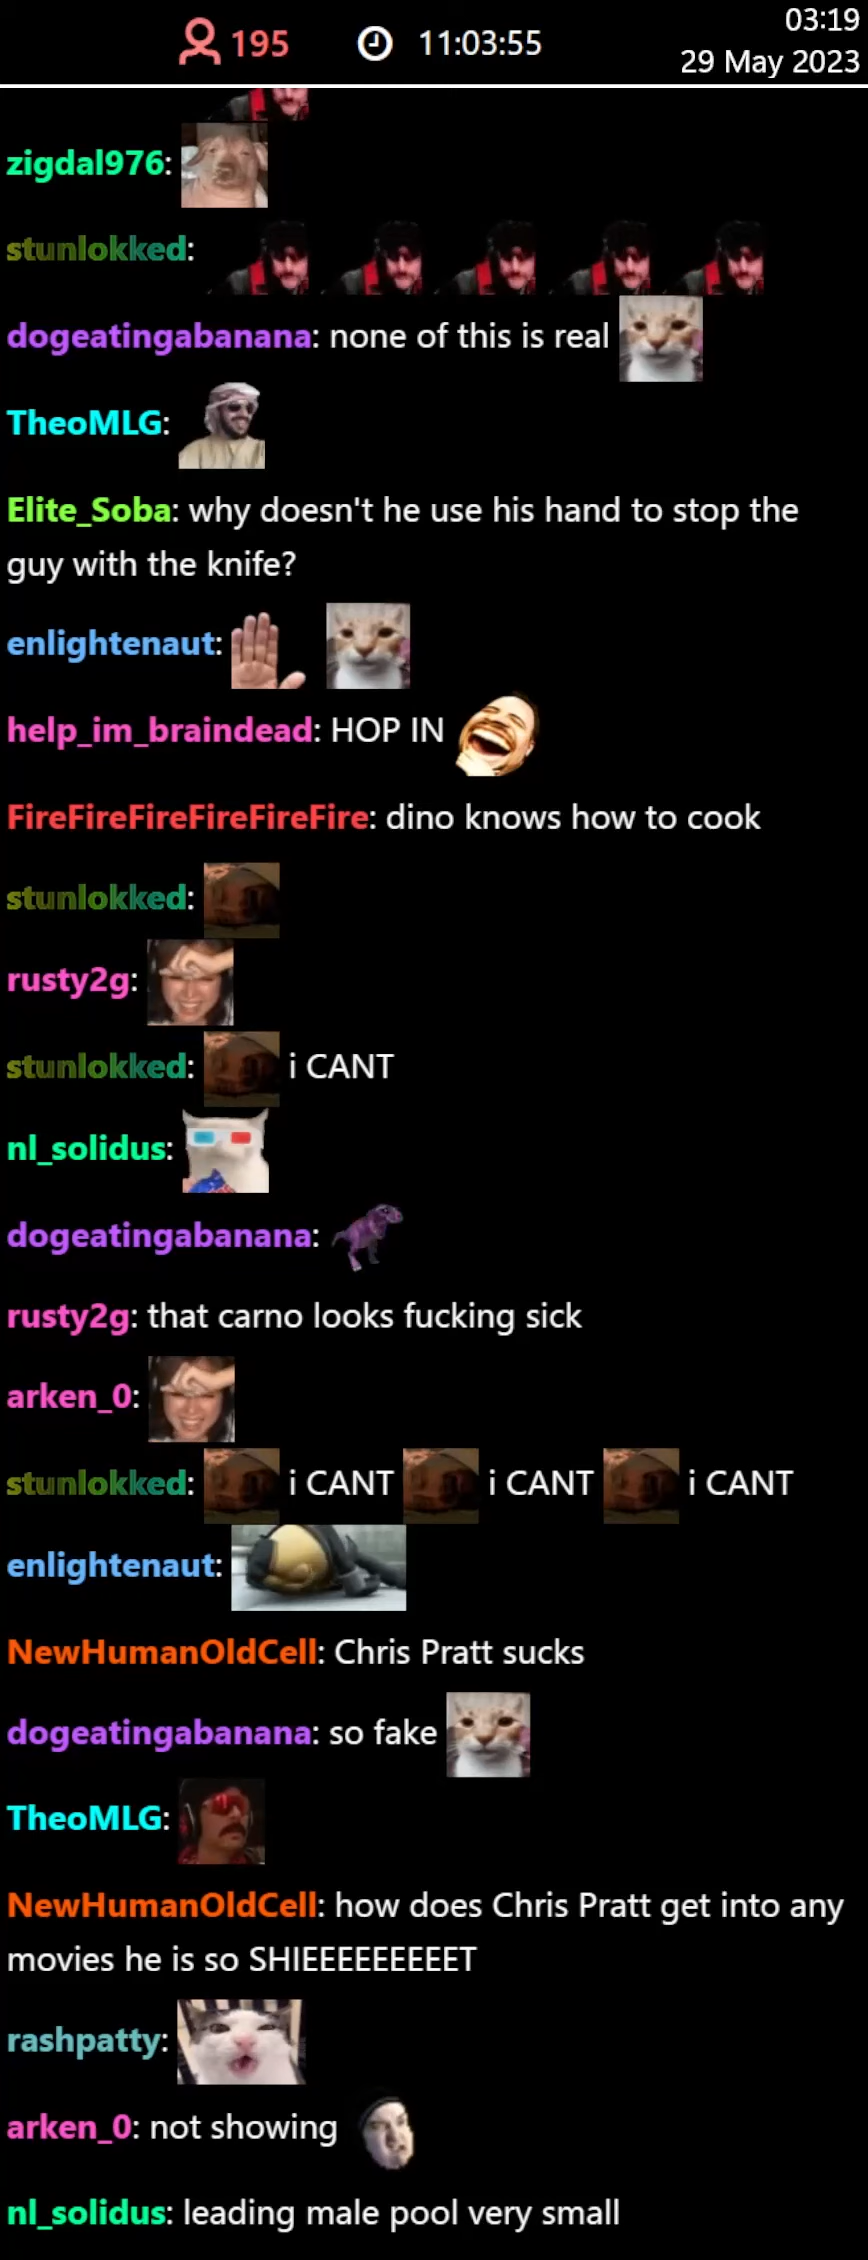 195 11:03:55 03:19
29 May 2023
zigdal976:
stunlokked:
dogeatingabanana: none of this is real
TheoMLG:
Elite_Soba: why doesn't he use his hand to stop the
guy with the knife?
enlightenaut:
help_im_braindead: HOP IN
FireFireFireFireFireFire: dino knows how to cook
stunlokked:
rusty2g:
stunlokked: i CANT
nl_solidus:
dogeatingabanana:
rusty2g: that carno looks fucking sick
arken_0:
stunlokked: i CANT i CANT i CANT
enlightenaut:
NewHumanOldCell: Chris Pratt sucks
dogeatingabanana: so fake
TheoMLG:
NewHumanOldCell: how does Chris Pratt get into any
movies he is so SHIEEEEEEEEET
rashpatty:
arken_0: not showing
nl_solidus: leading male pool very small